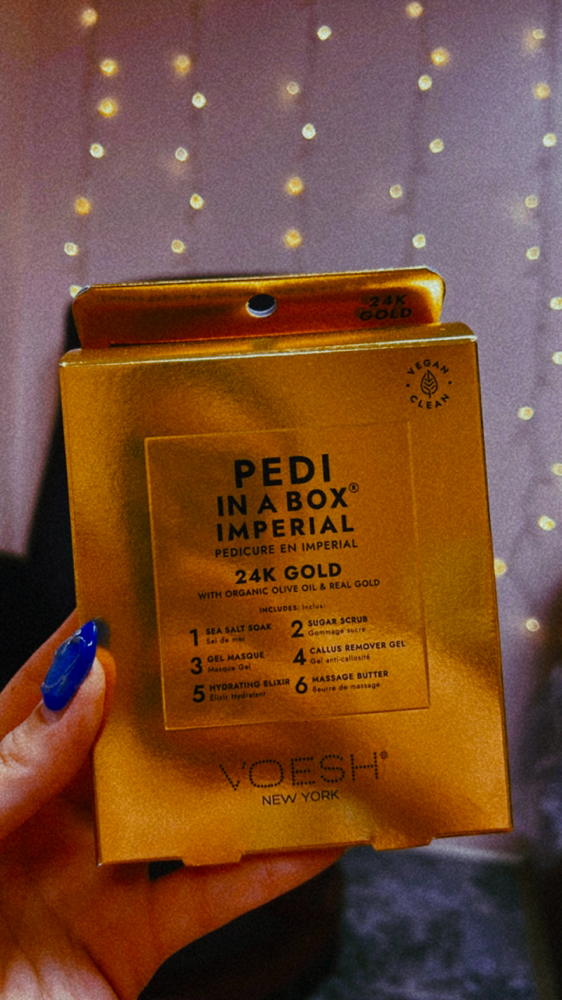 24K
GOLD
VEGAN
CLEAN
PEDI
IN A BOX®
IMPERIAL
PEDICURE EN IMPERIAL
24K GOLD
WITH ORGANIC OLIVE OIL & REAL GOLD
INCLUDES: Inclus:
1 SEA SALT SOAK
Sel de mer
2 SUGAR SCRUB
Gommage sucre
3 GEL MASQUE
Masque Gel
4 CALLUS REMOVER GEL
Gel anti-callosité
5 HYDRATING ELIXIR
Élixir Hydratant
6 MASSAGE BUTTER
Beurre de massage
VOESH®
NEW YORK